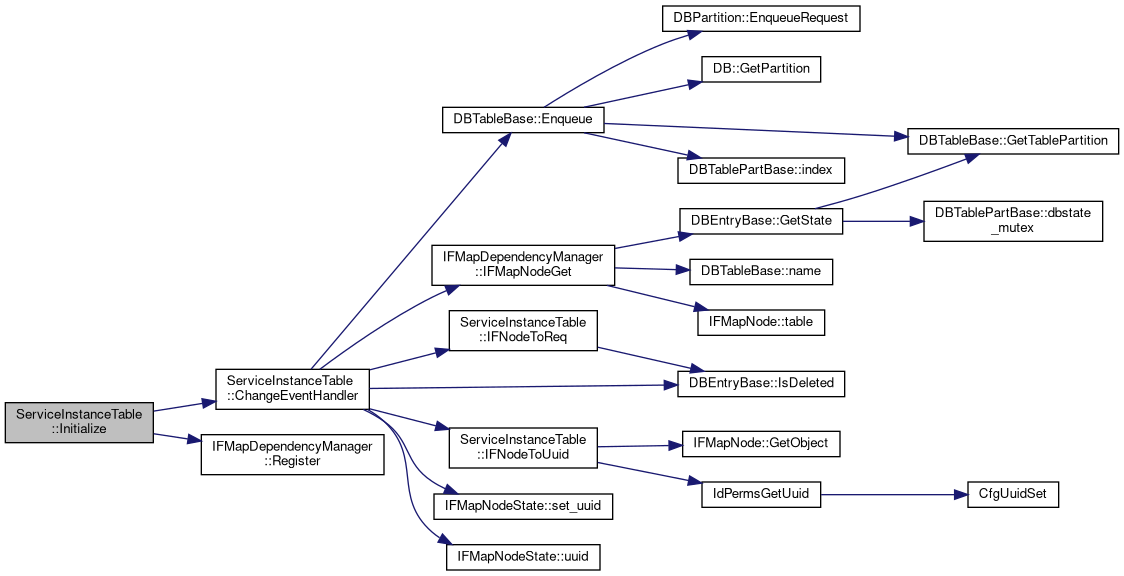 DBPartition::EnqueueRequest
DB::GetPartition
DBTableBase::Enqueue
DBTableBase::GetTablePartition
DBTablePartBase::index
DBEntryBase::GetState
DBTablePartBase::dbstate
_mutex
IFMapDependencyManager
::IFMapNodeGet
DBTableBase::name
IFMapNode::table
ServiceInstanceTable
::IFNodeToReq
DBEntryBase::IsDeleted
ServiceInstanceTable
::ChangeEventHandler
ServiceInstanceTable
::Initialize
IFMapDependencyManager
::Register
ServiceInstanceTable
::IFNodeToUuid
IFMapNode::GetObject
IdPermsGetUuid
CfgUuidSet
IFMapNodeState::set_uuid
IFMapNodeState::uuid